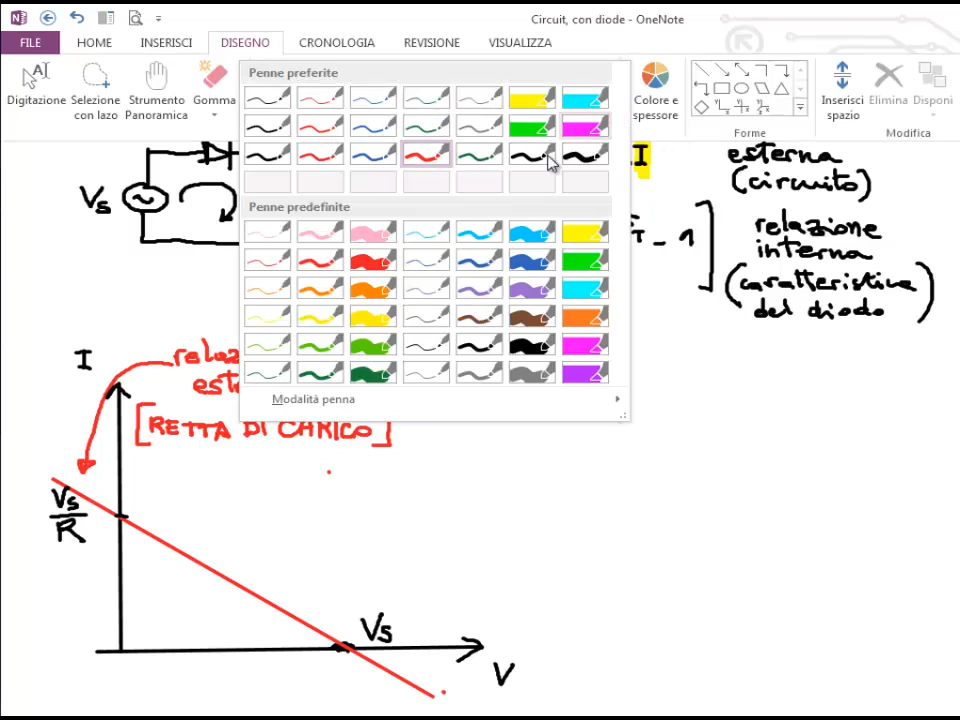 Circuit, con diode - OneNote
FILE HOME INSERISCI DISEGNO CRONOLOGIA REVISIONE VISUALIZZA
Digitazione
Selezione
con lazo
Strumento
Panoramica
Gomma
Penne preferite
Penne predefinite
Modalità penna
Colore e
spessore
Forme
Inserisci
spazio
Elimina
Disponi
Modifica
Vs
I
esterna
(circuito)
- 1
relazione
interna
(caratteristica
del diodo)
I
[RETTA DI CARICO]
Vs
R
Vs
V